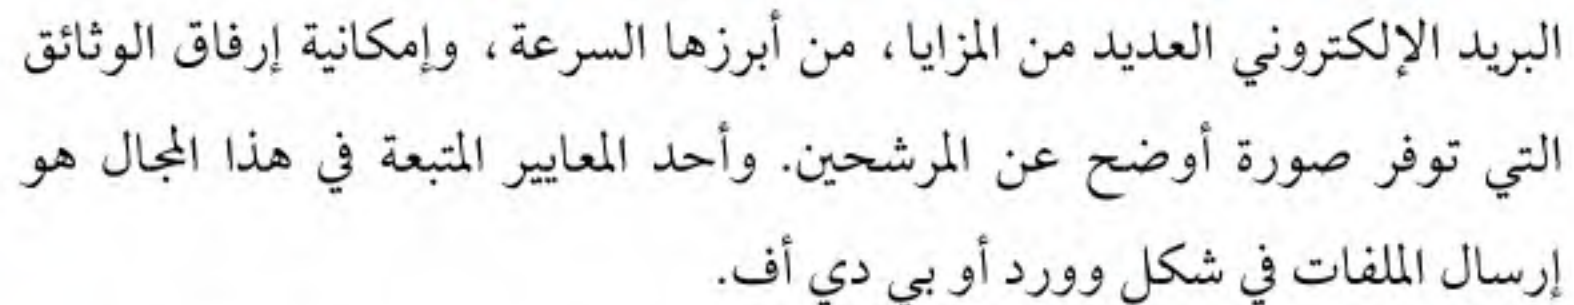 البريد الإلكتروني العديد من المزايا، من أبرزها السرعة، وإمكانية إرفاق الوثائق
التي توفر صورة أوضح عن المرشحين. وأحد المعايير المتبعة في هذا المجال هو
إرسال الملفات في شكل وورد أو بي دي أف.